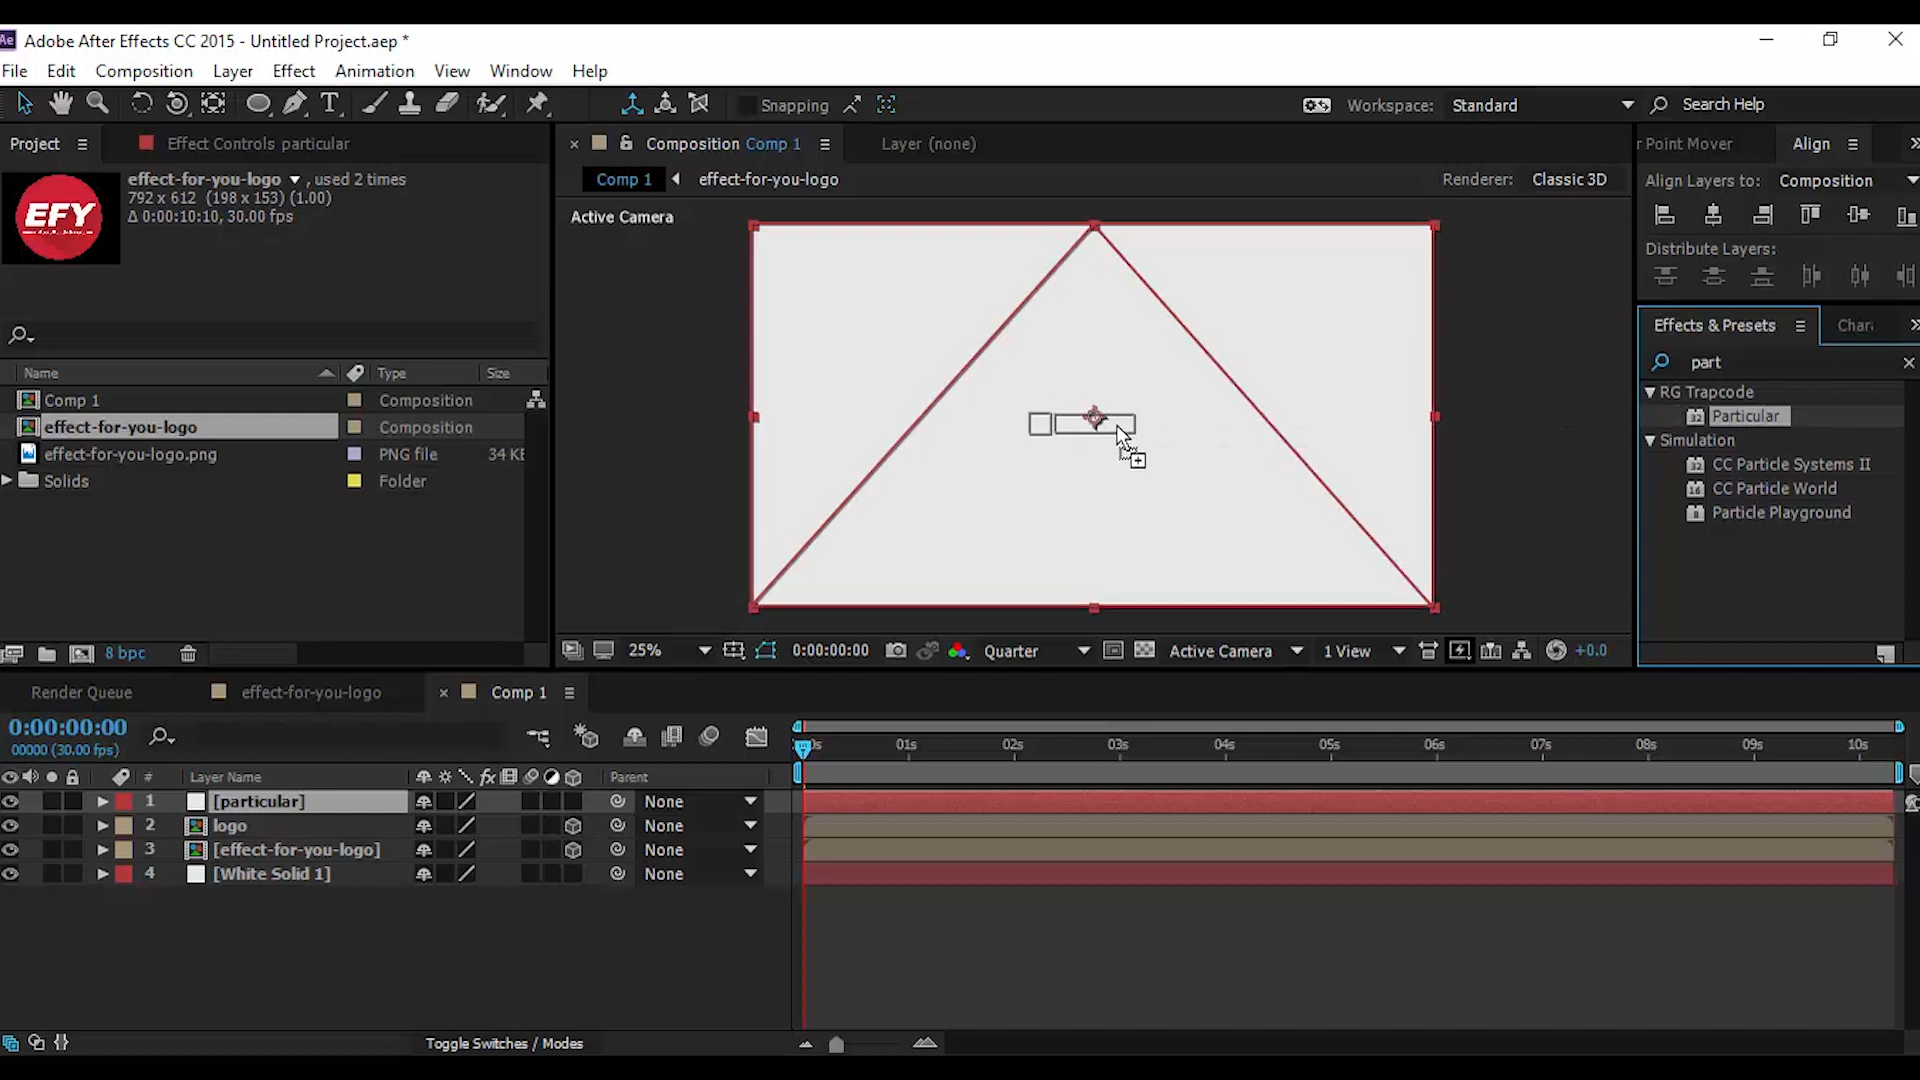 Ae Adobe After Effects CC 2015 - Untitled Project.aep *
File Edit Composition Layer Effect Animation View Window Help
T Snapping Workspace: Standard Search Help
Project Effect Controls particular Composition Comp 1 Layer (none) r Point Mover Align
effect-for-you-logo , used 2 times
792 x 612 (198 x 153) (1.00)
Δ 0:00:10:10, 30.00 fps
EFY
Comp 1 effect-for-you-logo Renderer: Classic 3D
Align Layers to: Composition
Active Camera
Distribute Layers:
Effects & Presets Char
part
RG Trapcode
32 Particular
Simulation
32 CC Particle Systems II
16 CC Particle World
8 Particle Playground
Name Type Size
Comp 1 Composition
effect-for-you-logo Composition
effect-for-you-logo.png PNG file 34 KE
Solids Folder
8 bpc
25% 0:00:00:00 Quarter Active Camera 1 View +0.0
Render Queue effect-for-you-logo Comp 1
0:00:00:00
00000 (30.00 fps)
0s 01s 02s 03s 04s 05s 06s 07s 08s 09s 10s
# Layer Name fx Parent
1 [particular] None
2 logo None
3 [effect-for-you-logo] None
4 [White Solid 1] None
Toggle Switches / Modes